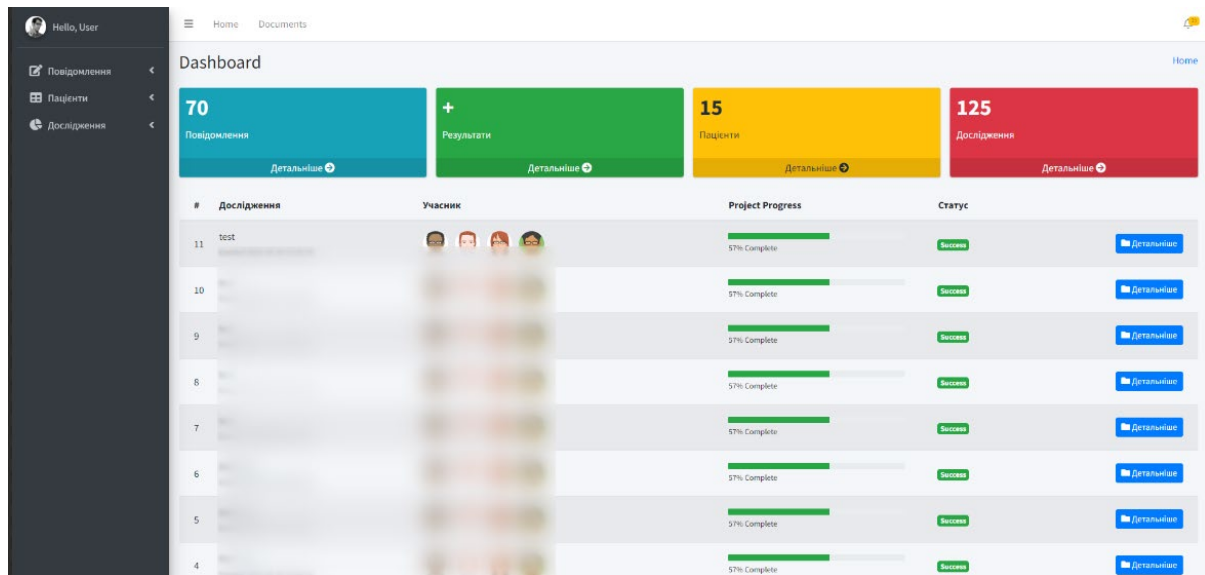 Hello, User
Home Documents
Повідомлення
Пацієнти
Дослідження
Dashboard
Home
70
Повідомлення
Детальніше
+
Результати
Детальніше
15
Пацієнти
Детальніше
125
Дослідження
Детальніше
# Дослідження Учасник Project Progress Статус
11 test 57% Complete Success Детальніше
10 57% Complete Success Детальніше
9 57% Complete Success Детальніше
8 57% Complete Success Детальніше
7 57% Complete Success Детальніше
6 57% Complete Success Детальніше
5 57% Complete Success Детальніше
4 57% Complete Success Детальніше